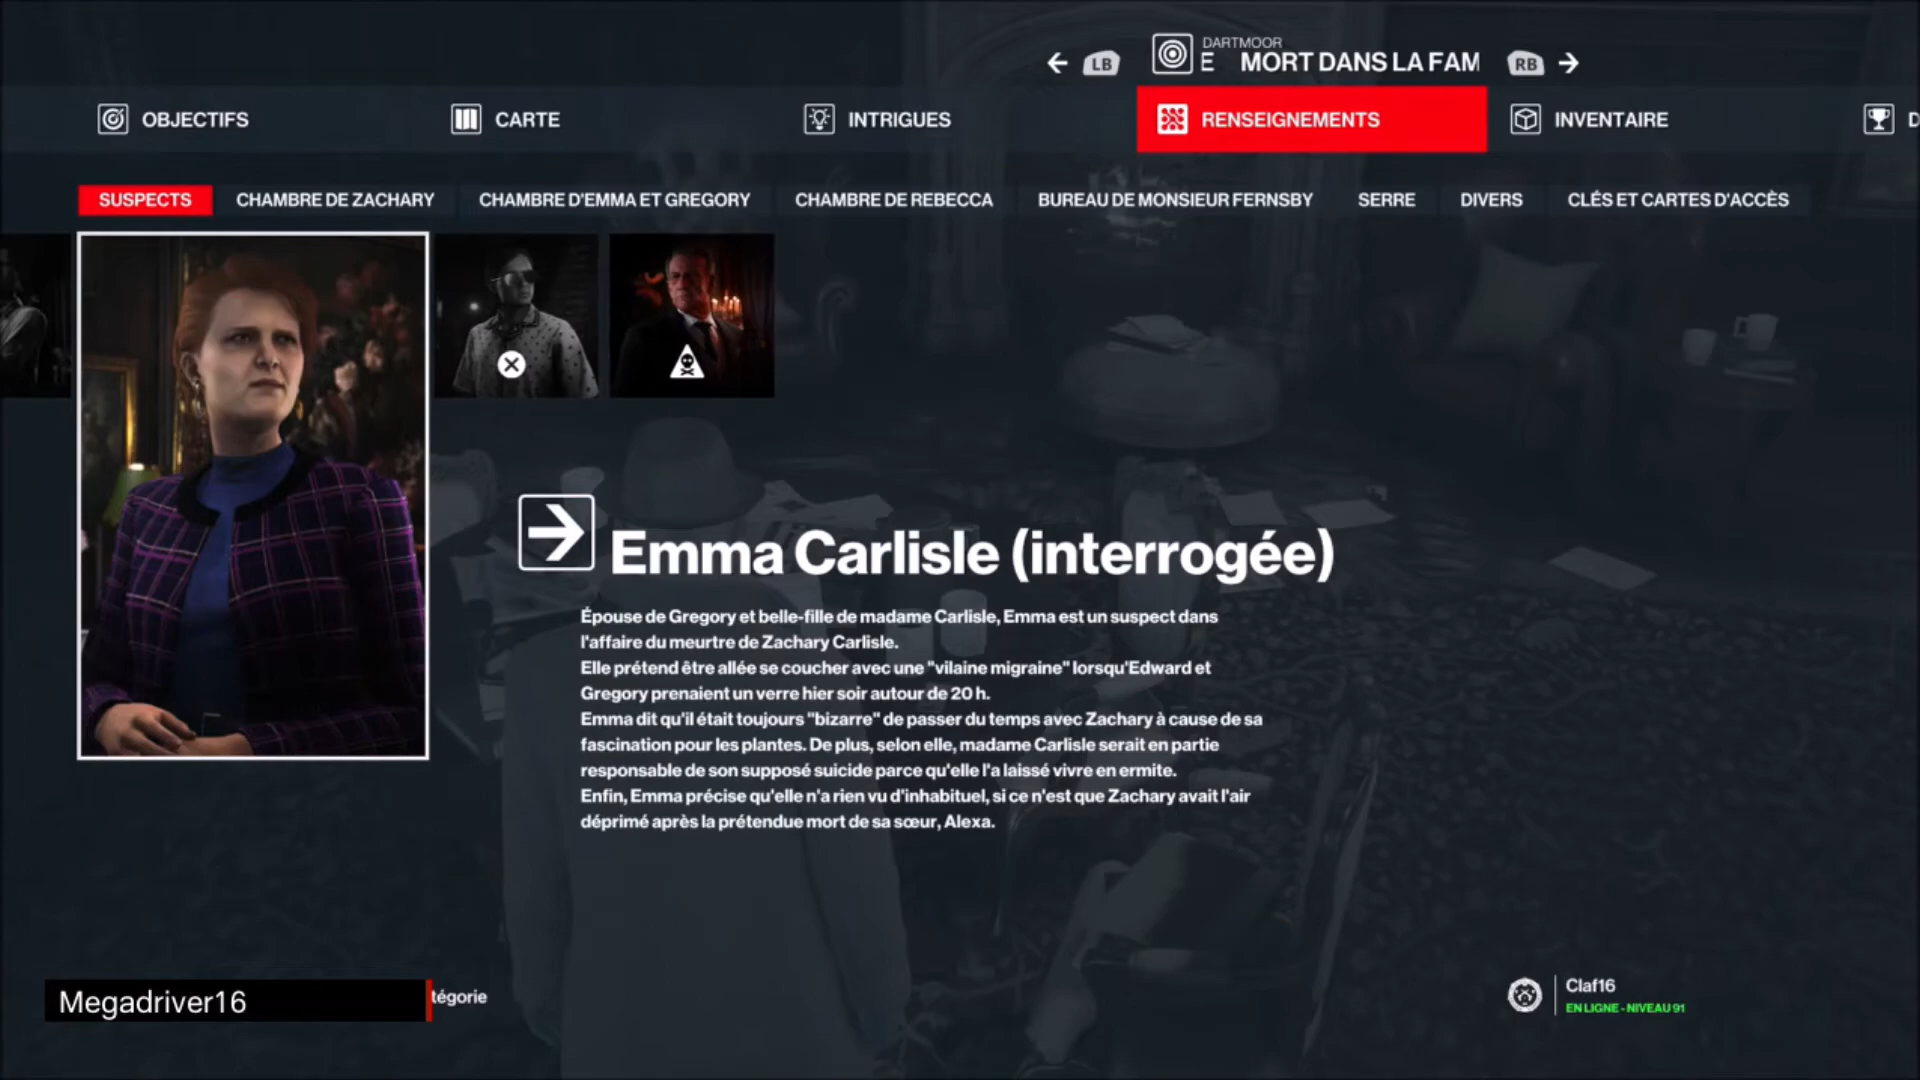 DARTMOOR
E MORT DANS LA FAM
LB
RB
OBJECTIFS
CARTE
INTRIGUES
RENSEIGNEMENTS
INVENTAIRE
D
SUSPECTS
CHAMBRE DE ZACHARY
CHAMBRE D'EMMA ET GREGORY
CHAMBRE DE REBECCA
BUREAU DE MONSIEUR FERNSBY
SERRE
DIVERS
CLÉS ET CARTES D'ACCÈS
Emma Carlisle (interrogée)
Épouse de Gregory et belle-fille de madame Carlisle, Emma est un suspect dans
l'affaire du meurtre de Zachary Carlisle.
Elle prétend être allée se coucher avec une "vilaine migraine" lorsqu'Edward et
Gregory prenaient un verre hier soir autour de 20 h.
Emma dit qu'il était toujours "bizarre" de passer du temps avec Zachary à cause de sa
fascination pour les plantes. De plus, selon elle, madame Carlisle serait en partie
responsable de son supposé suicide parce qu'elle l'a laissé vivre en ermite.
Enfin, Emma précise qu'elle n'a rien vu d'inhabituel, si ce n'est que Zachary avait l'air
déprimé après la prétendue mort de sa sœur, Alexa.
Megadriver16
tégorie
Claf16
EN LIGNE - NIVEAU 91